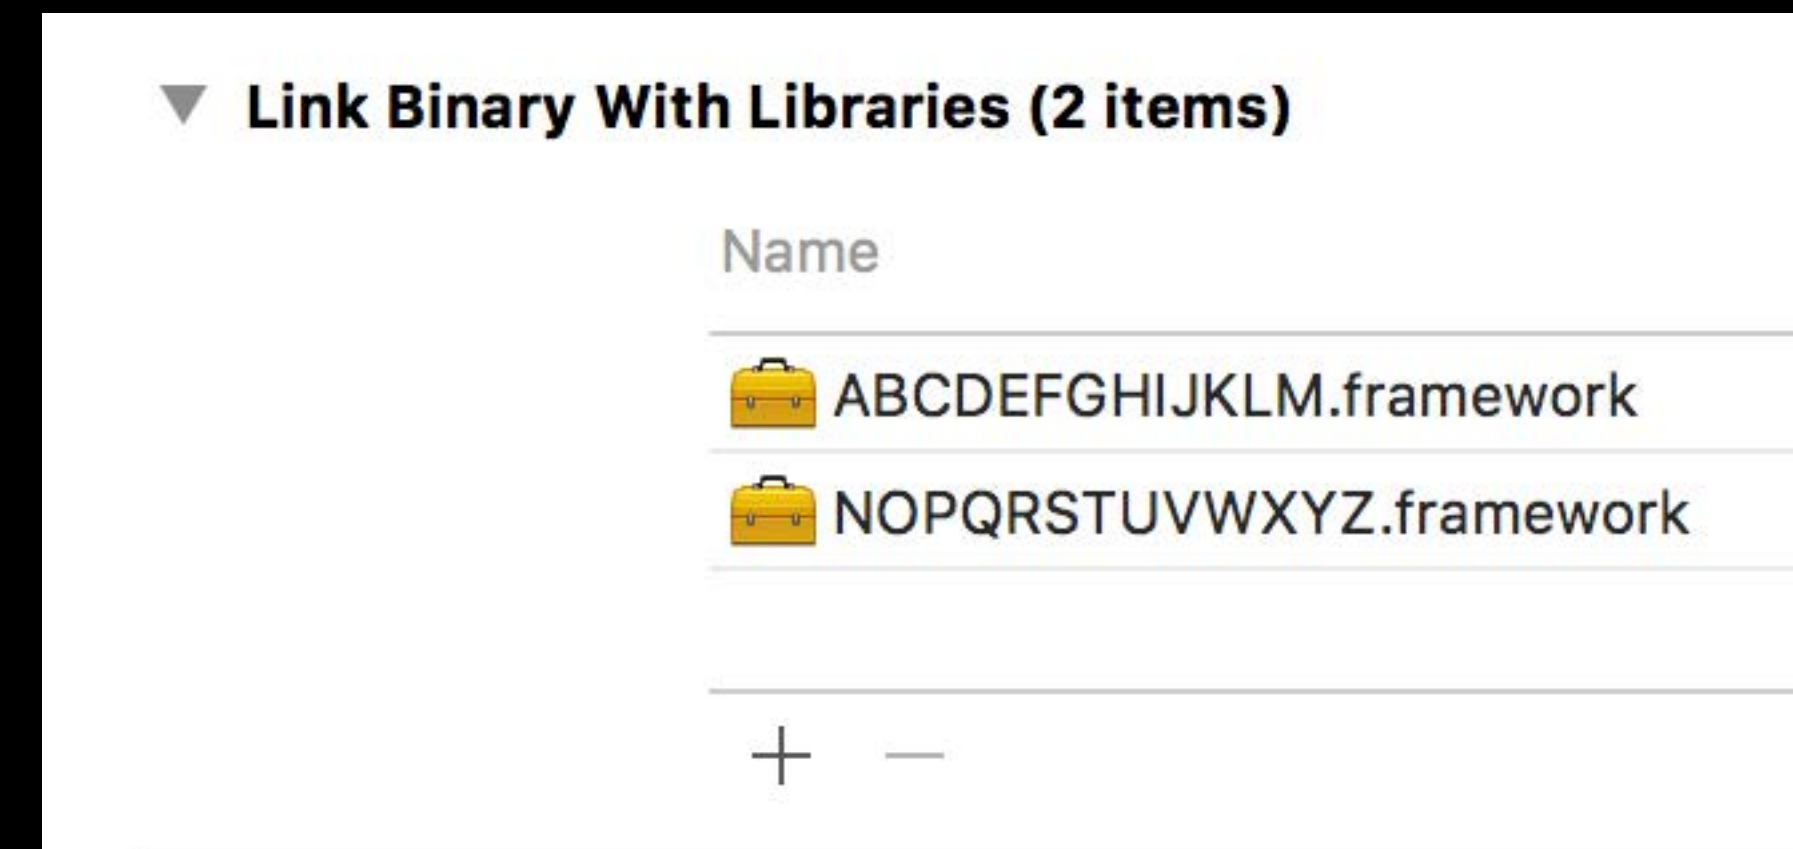 Link Binary With Libraries (2 items)
Name
ABCDEFGHIJKLM.framework
NOPQRSTUVWXYZ.framework